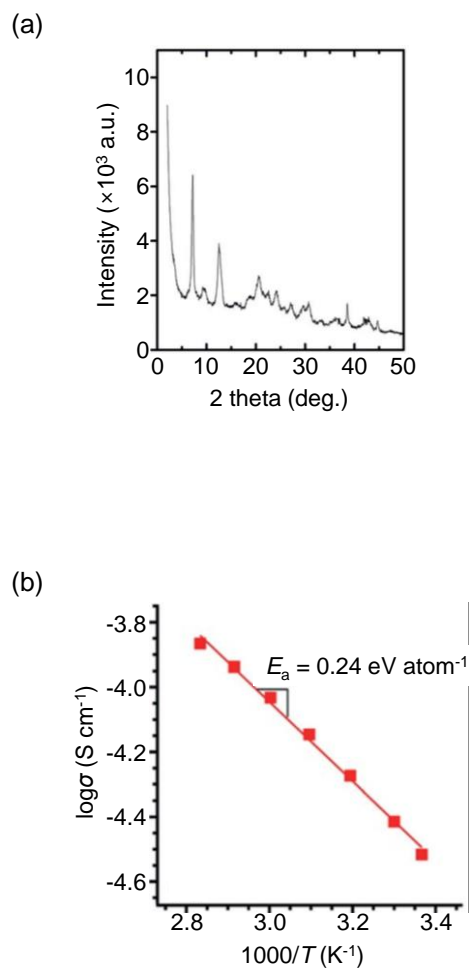 (a)
Intensity (×10³ a.u.)
10
8
6
4
2
0
0 10 20 30 40 50
2 theta (deg.)
(b)
logσ (S cm⁻¹)
-3.8
-4.0
-4.2
-4.4
-4.6
Eₐ = 0.24 eV atom⁻¹
2.8 3.0 3.2 3.4
1000/T (K⁻¹)